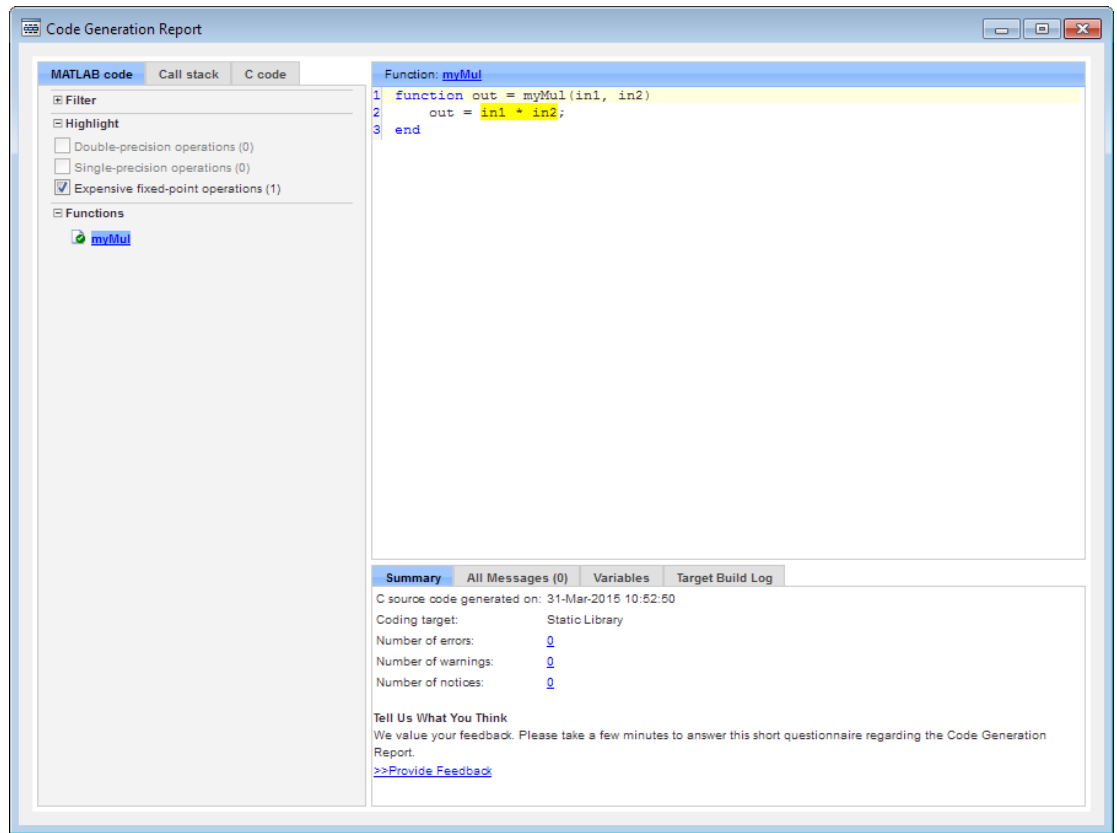 Code Generation Report
MATLAB code Call stack C code
Filter
Highlight
Double-precision operations (0)
Single-precision operations (0)
Expensive fixed-point operations (1)
Functions
myMul
Function: myMul
1 function out = myMul(in1, in2)
2 out = in1 * in2;
3 end
Summary All Messages (0) Variables Target Build Log
C source code generated on: 31-Mar-2015 10:52:50
Coding target: Static Library
Number of errors: 0
Number of warnings: 0
Number of notices: 0
Tell Us What You Think
We value your feedback. Please take a few minutes to answer this short questionnaire regarding the Code Generation
Report.
>>Provide Feedback